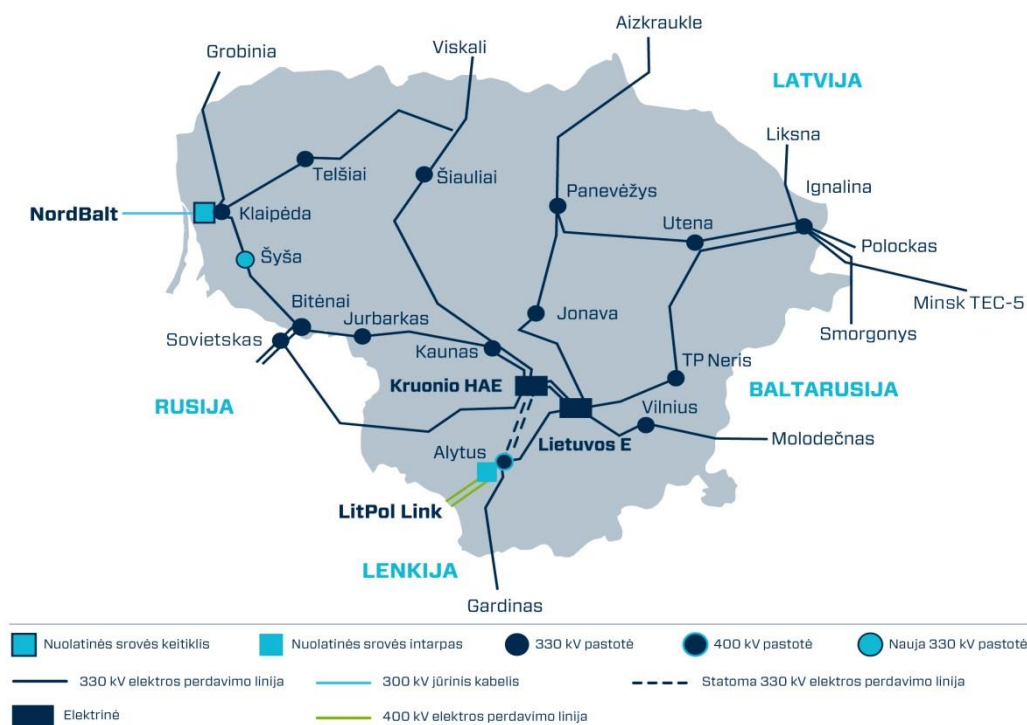 Aizkraukle
Viskali
Grobinia
LATVIJA
Liksna
Telšiai
Šiauliai
Panevėžys
Ignalina
NordBalt
Klaipėda
Utena
Polockas
Šyša
Minsk TEC-5
Bitėnai
Jurbarkas
Jonava
Smorgonys
Sovietskas
Kaunas
TP Neris
Kruonio HAE
BALTARUSIJA
RUSIJA
Vilnius
Molodečnas
Lietuvos E
Alytus
LitPol Link
LENKIJA
Gardinas
Nuolatinės srovės keitiklis
Nuolatinės srovės intarpas
330 kV pastotė
400 kV pastotė
Nauja 330 kV pastotė
330 kV elektros perdavimo linija
300 kV jūrinis kabelis
Statoma 330 kV elektros perdavimo linija
Elektrinė
400 kV elektros perdavimo linija